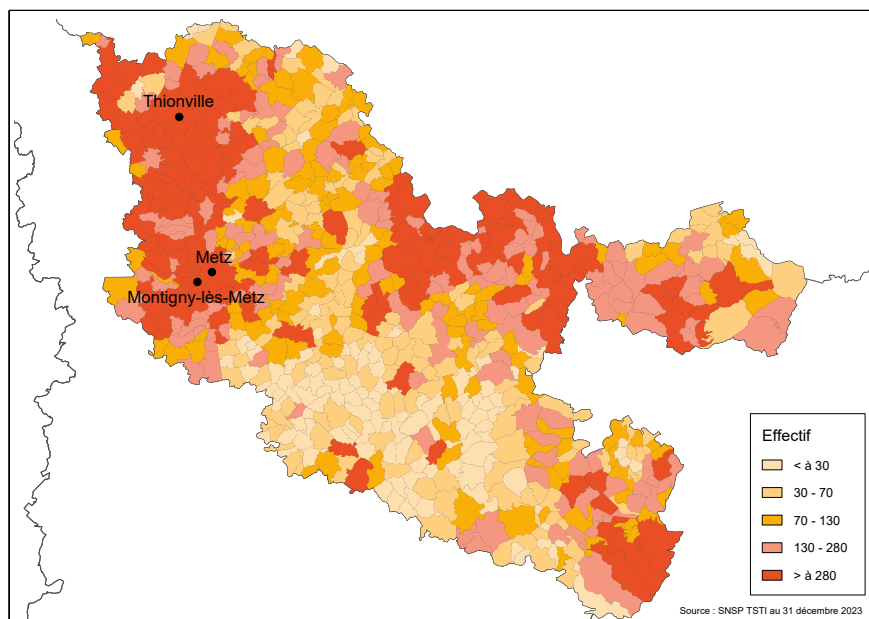 Thionville
Metz
Montigny-lès-Metz
Effectif
< à 30
30 - 70
70 - 130
130 - 280
> à 280
Source : SNSP TSTI au 31 décembre 2023